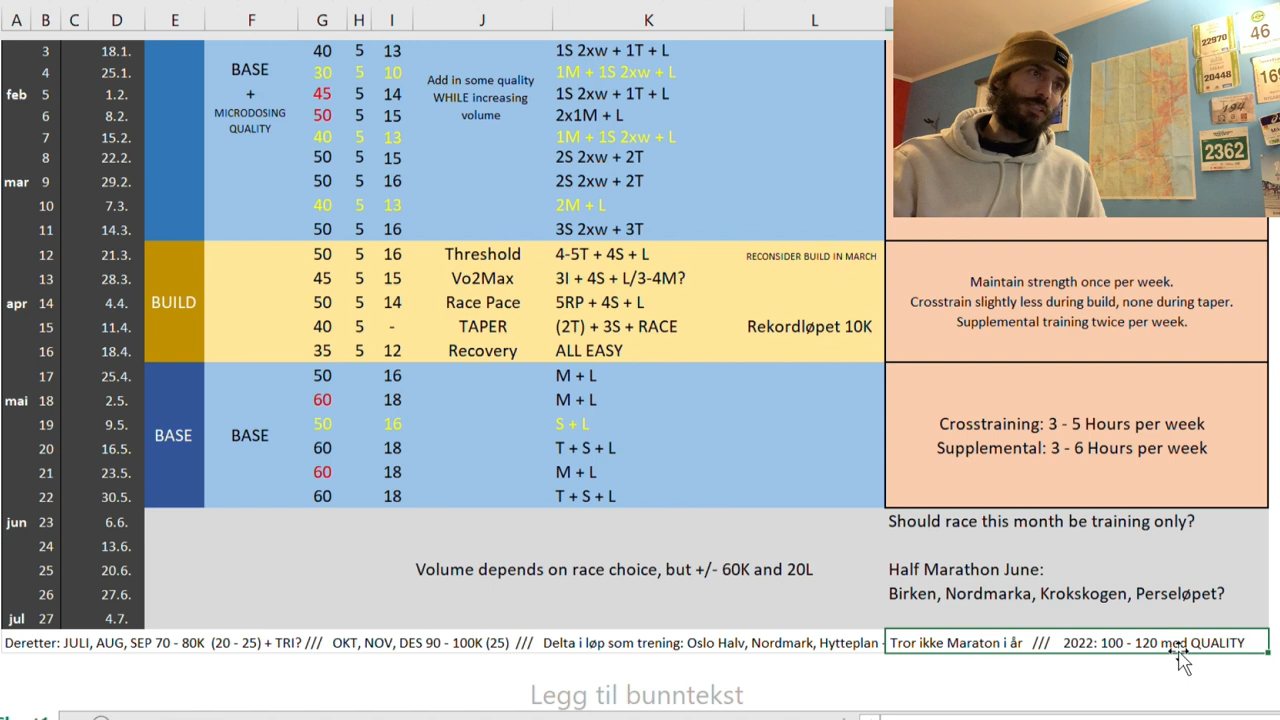 A B C D E F G H I J K L
3 18.1. 40 5 13 1S 2xw + 1T + L
4 25.1. BASE 30 5 10 Add in some quality 1M + 1S 2xw + L
feb 5 1.2. + 45 5 14 WHILE increasing 1S 2xw + 1T + L
6 8.2. MICRODOSING 50 5 15 volume 2x1M + L
7 15.2. QUALITY 40 5 13 1M + 1S 2xw + L
8 22.2. 50 5 15 2S 2xw + 2T
mar 9 29.2. 50 5 16 2S 2xw + 2T
10 7.3. 40 5 13 2M + L
11 14.3. 50 5 16 3S 2xw + 3T
12 21.3. 50 5 16 Threshold 4-5T + 4S + L RECONSIDER BUILD IN MARCH
13 28.3. 45 5 15 Vo2Max 3I + 4S + L/3-4M? Maintain strength once per week.
apr 14 4.4. BUILD 50 5 14 Race Pace 5RP + 4S + L Crosstrain slightly less during build, none during taper.
15 11.4. 40 5 - TAPER (2T) + 3S + RACE Rekordløpet 10K Supplemental training twice per week.
16 18.4. 35 5 12 Recovery ALL EASY
17 25.4. 50 16 M + L
mai 18 2.5. 60 18 M + L
19 9.5. 50 16 S + L Crosstraining: 3 - 5 Hours per week
20 16.5. BASE BASE 60 18 T + S + L Supplemental: 3 - 6 Hours per week
21 23.5. 60 18 M + L
22 30.5. 60 18 T + S + L
jun 23 6.6. Should race this month be training only?
24 13.6.
25 20.6. Volume depends on race choice, but +/- 60K and 20L Half Marathon June:
26 27.6. Birken, Nordmarka, Krokskogen, Perseløpet?
jul 27 4.7.
Deretter: JULI, AUG, SEP 70 - 80K (20 - 25) + TRI? /// OKT, NOV, DES 90 - 100K (25) /// Delta i løp som trening: Oslo Halv, Nordmark, Hytteplan - Tror ikke Maraton i år /// 2022: 100 - 120 med QUALITY
Legg til bunntekst
22970
46
20448
194
2362